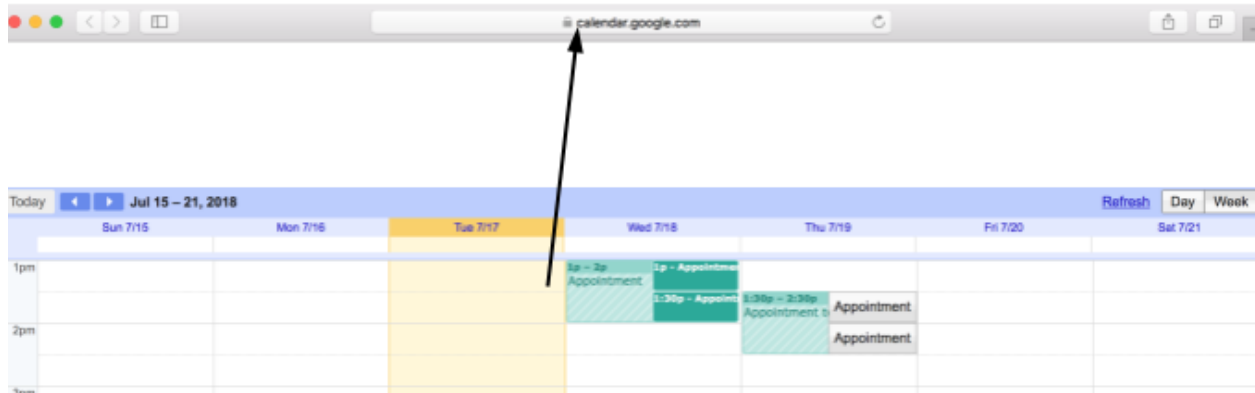 calendar.google.com
Today Jul 15 – 21, 2018 Refresh Day Week
Sun 7/15 Mon 7/16 Tue 7/17 Wed 7/18 Thu 7/19 Fri 7/20 Sat 7/21
1pm 1p – 2p 1p - Appointmen
Appointment
1:30p - Appoint 1:30p – 2:30p Appointment
Appointment t
2pm Appointment